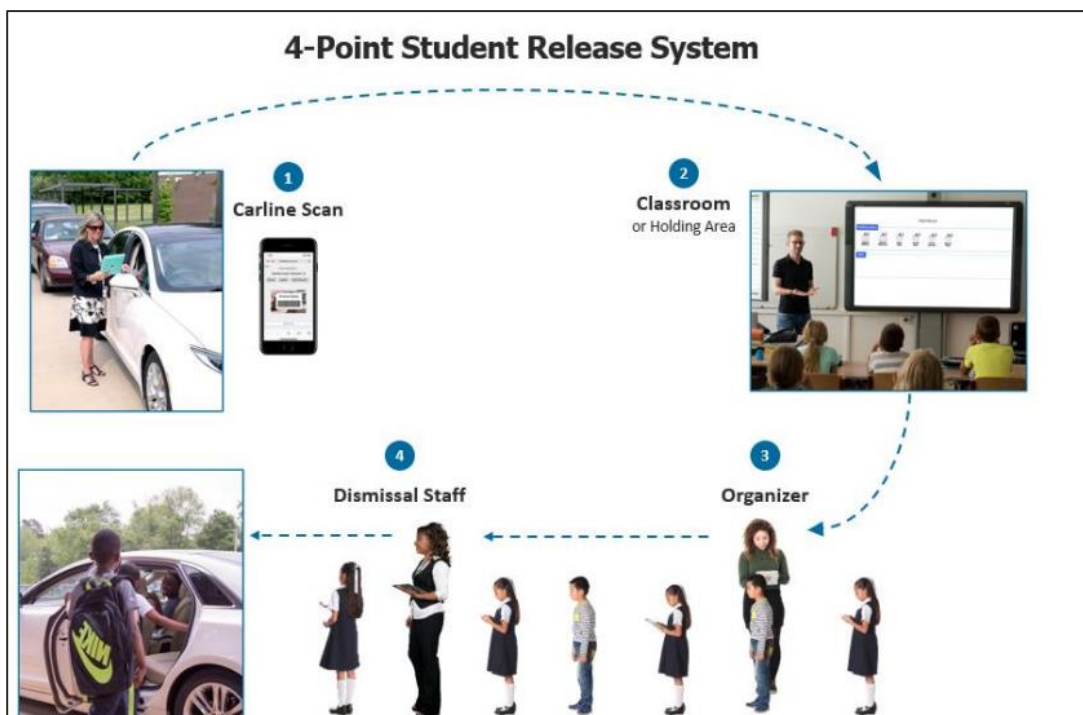 4-Point Student Release System
1
Carline Scan
2
Classroom
or Holding Area
3
Organizer
4
Dismissal Staff
NIKE